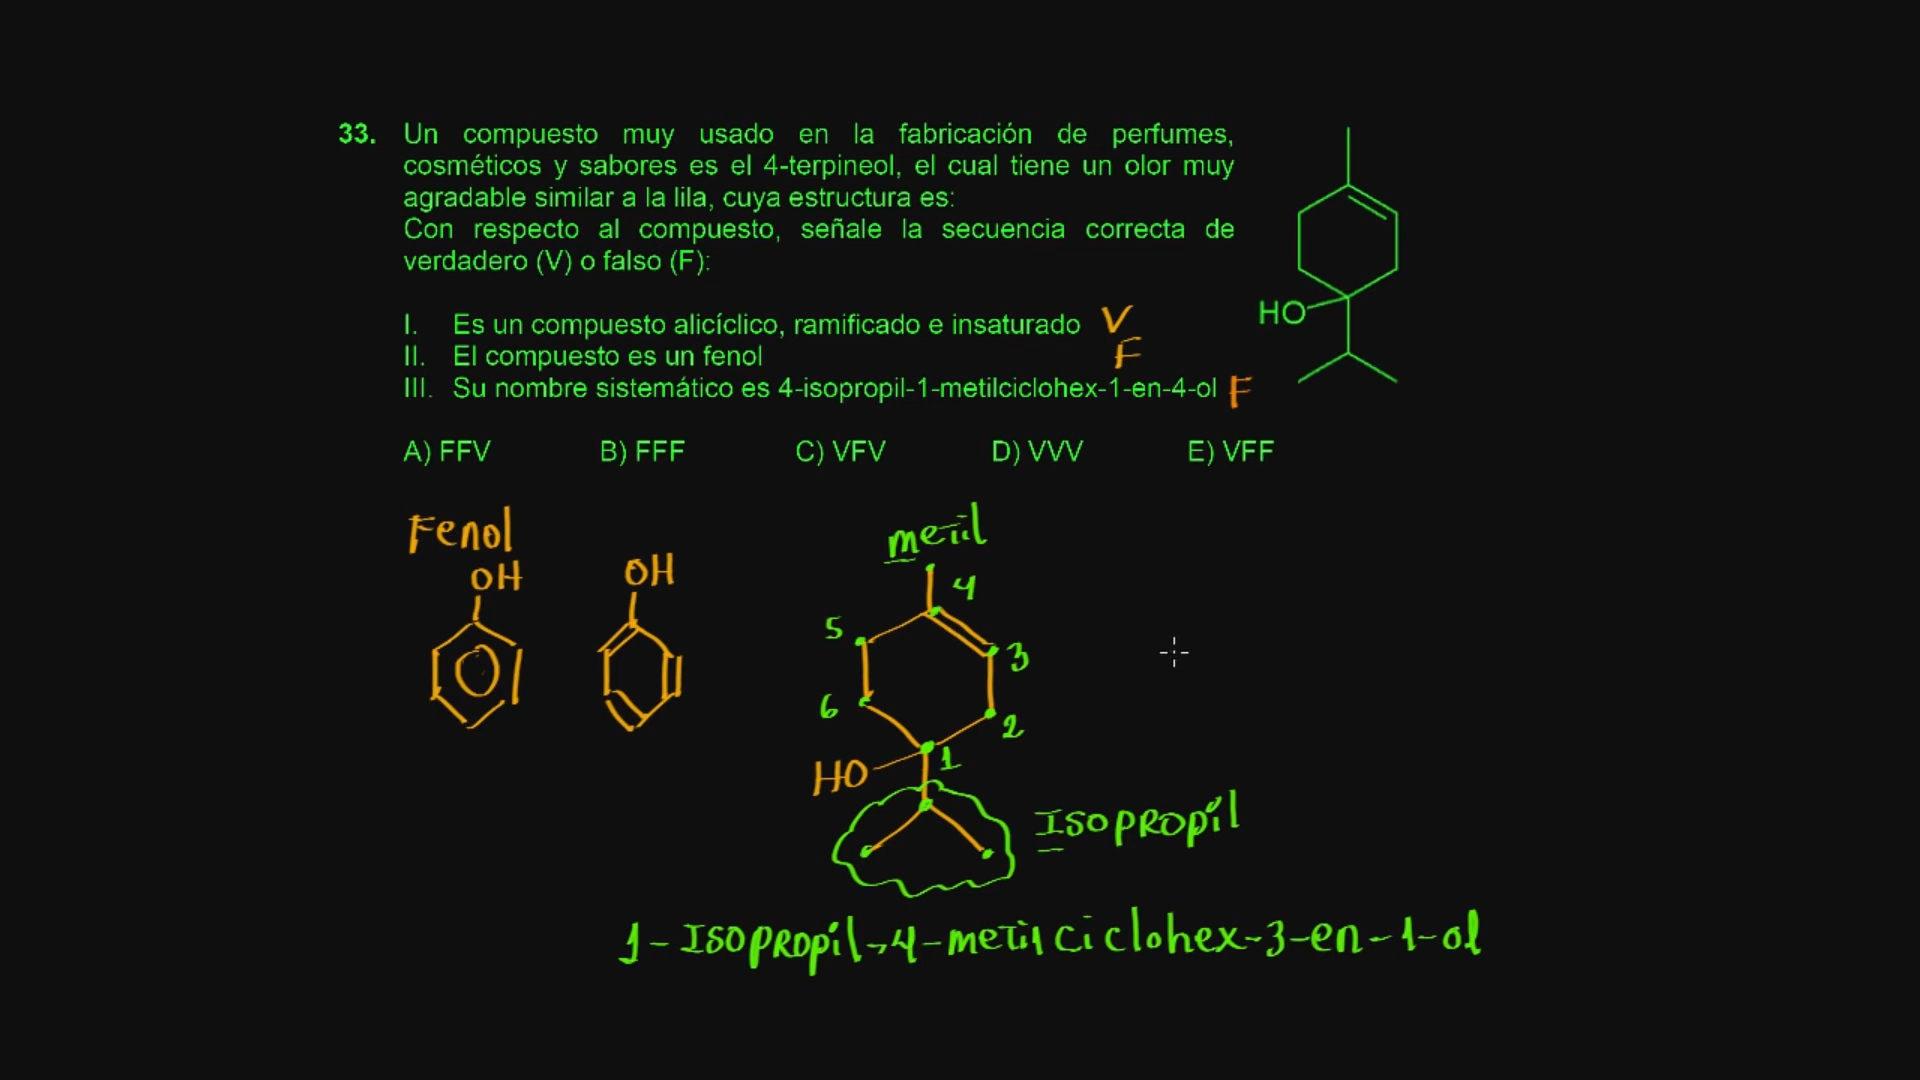 33. Un compuesto muy usado en la fabricación de perfumes,
cosméticos y sabores es el 4-terpineol, el cual tiene un olor muy
agradable similar a la lila, cuya estructura es:
Con respecto al compuesto, señale la secuencia correcta de
verdadero (V) o falso (F):
HO
I. Es un compuesto alicíclico, ramificado e insaturado V
II. El compuesto es un fenol F
III. Su nombre sistemático es 4-isopropil-1-metilciclohex-1-en-4-ol F
A) FFV B) FFF C) VFV D) VVV E) VFF
Fenol
OH
OH
metil
4
5
3
6
2
1
HO
Isopropil
1-Isopropil-4-metilciclohex-3-en-1-ol